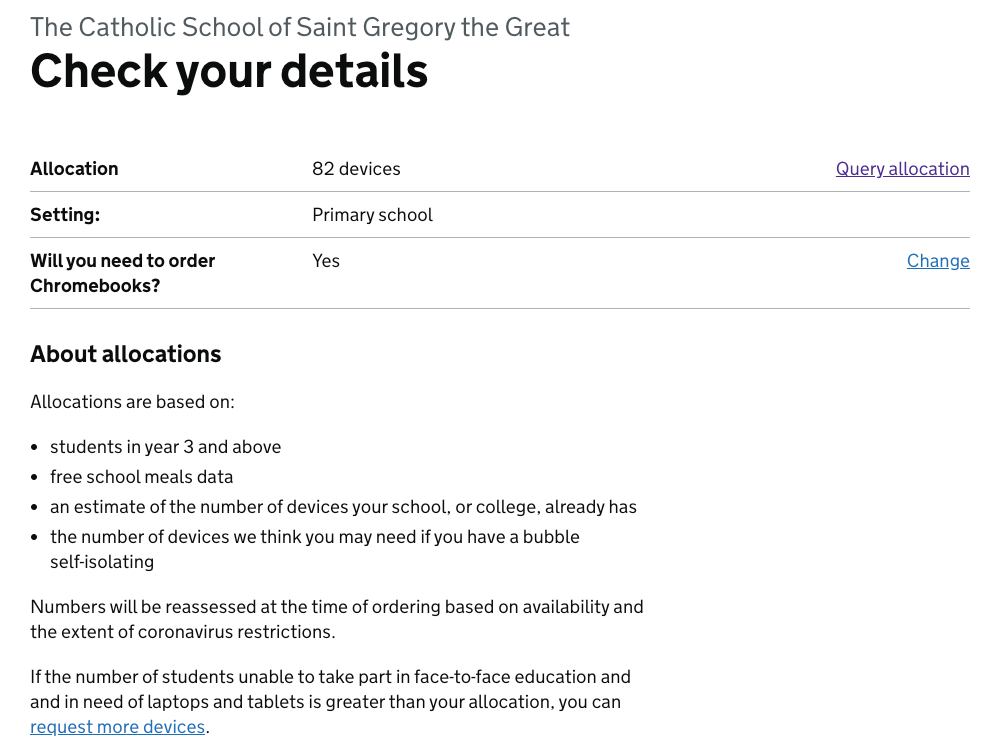 The Catholic School of Saint Gregory the Great
Check your details
Allocation 82 devices Query allocation
Setting: Primary school
Will you need to order Yes Change
Chromebooks?
About allocations
Allocations are based on:
• students in year 3 and above
• free school meals data
• an estimate of the number of devices your school, or college, already has
• the number of devices we think you may need if you have a bubble
self-isolating
Numbers will be reassessed at the time of ordering based on availability and
the extent of coronavirus restrictions.
If the number of students unable to take part in face-to-face education and
and in need of laptops and tablets is greater than your allocation, you can
request more devices.